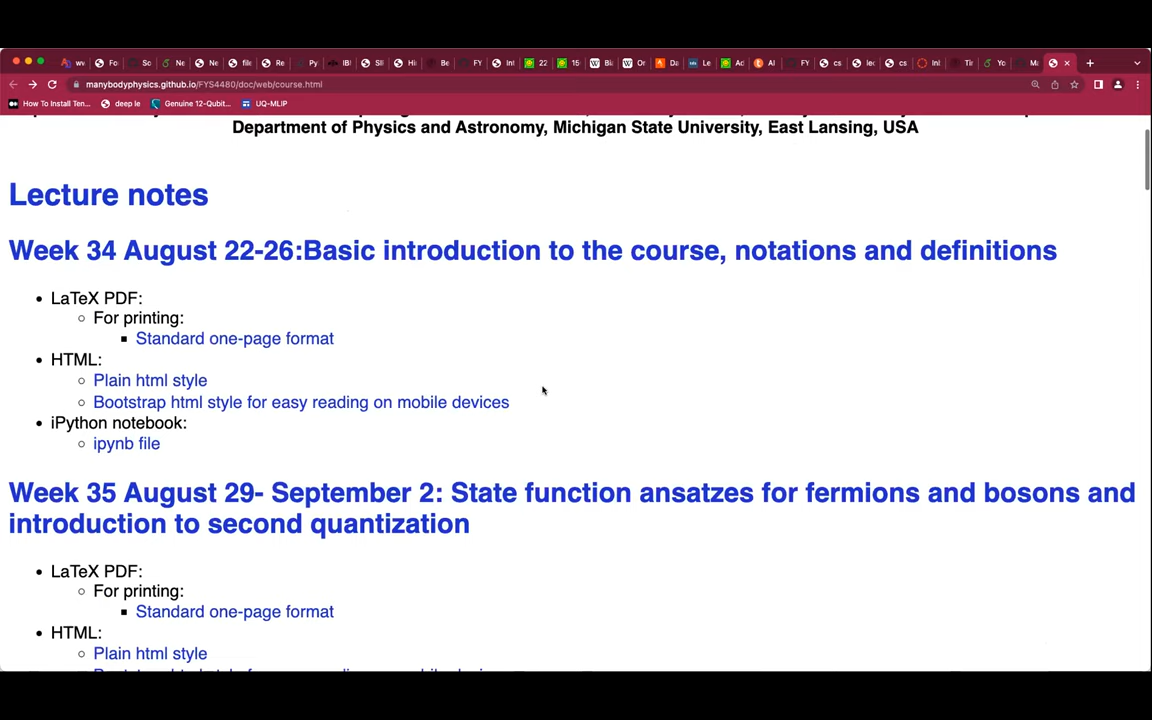 manybodyphysics.github.io/FYS4480/doc/web/course.html
How To Install Ten... deep le Genuine 12-Qubit... UQ-MLIP
Department of Physics and Astronomy, Michigan State University, East Lansing, USA
Lecture notes
Week 34 August 22-26:Basic introduction to the course, notations and definitions
• LaTeX PDF:
For printing:
Standard one-page format
• HTML:
Plain html style
Bootstrap html style for easy reading on mobile devices
• iPython notebook:
ipynb file
Week 35 August 29- September 2: State function ansatzes for fermions and bosons and
introduction to second quantization
• LaTeX PDF:
For printing:
Standard one-page format
• HTML:
Plain html style